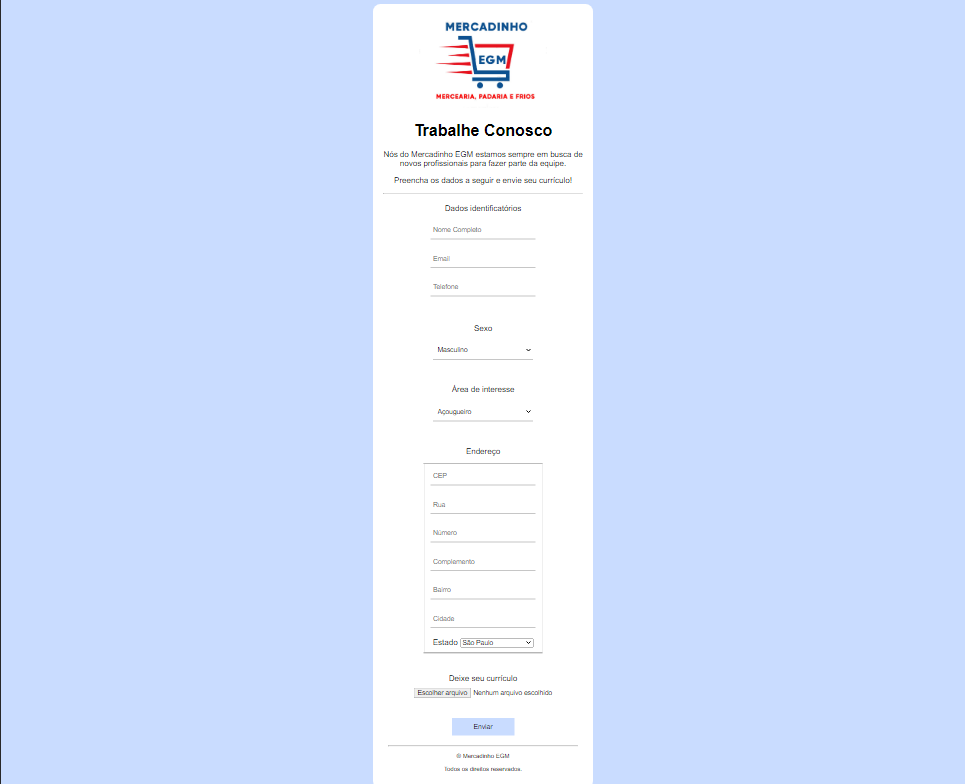 MERCADINHO
EGM
MERCEARIA, PADARIA E FRIOS
Trabalhe Conosco
Nós do Mercadinho EGM estamos sempre em busca de
novos profissionais para fazer parte da equipe.
Preencha os dados a seguir e envie seu currículo!
Dados identificatórios
Nome Completo
Email
Telefone
Sexo
Masculino
Área de interesse
Açougueiro
Endereço
CEP
Rua
Número
Complemento
Bairro
Cidade
Estado São Paulo
Deixe seu currículo
Escolher arquivo Nenhum arquivo escolhido
Enviar
© Mercadinho EGM
Todos os direitos reservados.